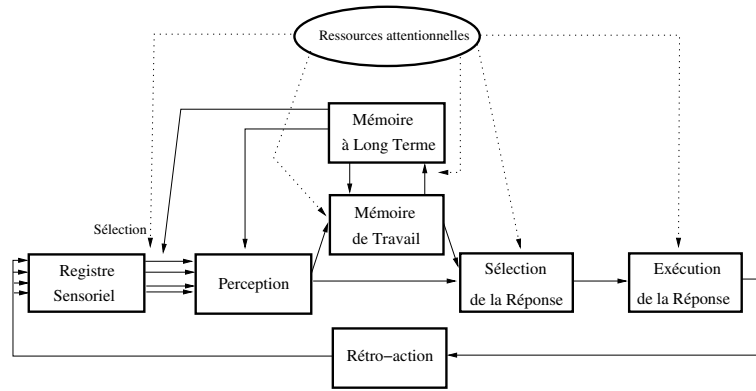 Ressources attentionnelles
Mémoire
à Long Terme
Sélection
Mémoire
de Travail
Registre
Sensoriel
Perception
Sélection
de la Réponse
Exécution
de la Réponse
Rétro-action